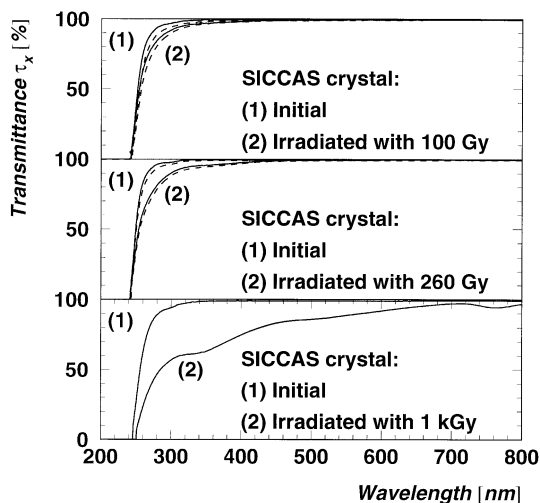 Transmittance τx [%]
100
(1)
(2)
50
SICCAS crystal:
(1) Initial
(2) Irradiated with 100 Gy
100
(1)
(2)
50
SICCAS crystal:
(1) Initial
(2) Irradiated with 260 Gy
100
(1)
50
(2)
SICCAS crystal:
(1) Initial
(2) Irradiated with 1 kGy
0
200 300 400 500 600 700 800
Wavelength [nm]